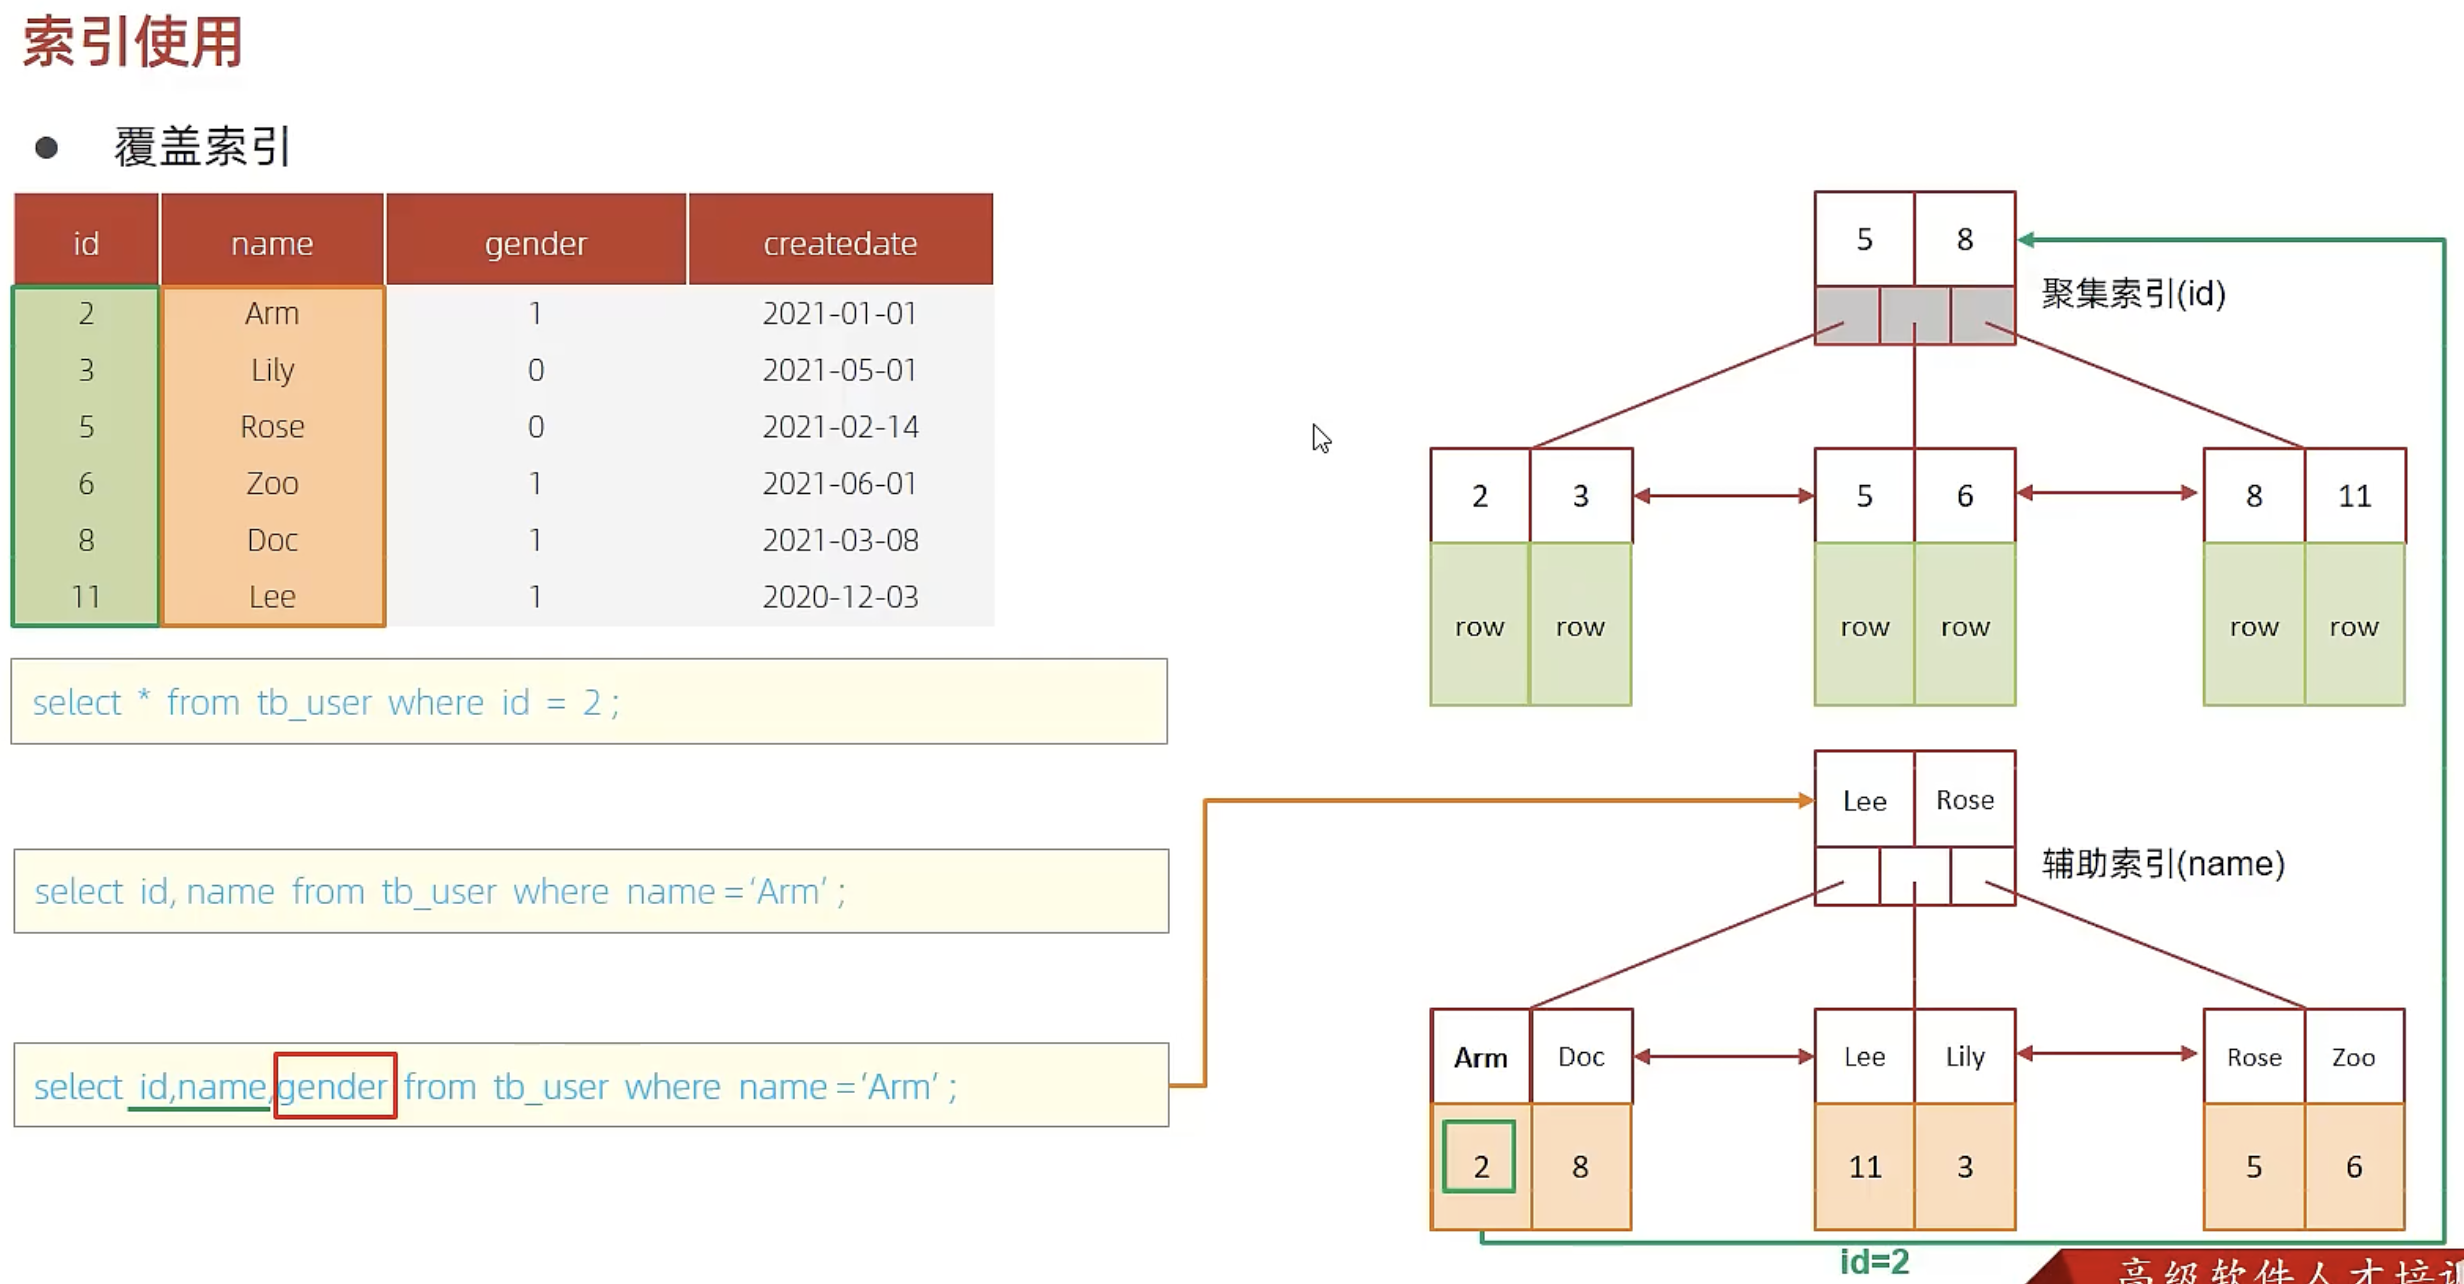 索引使用
● 覆盖索引
id name gender createdate
2 Arm 1 2021-01-01
3 Lily 0 2021-05-01
5 Rose 0 2021-02-14
6 Zoo 1 2021-06-01
8 Doc 1 2021-03-08
11 Lee 1 2020-12-03
select * from tb_user where id = 2 ;
select id, name from tb_user where name = ‘Arm’ ;
select id,name,gender from tb_user where name = ‘Arm’ ;
5 8
聚集索引(id)
2 3 5 6 8 11
row row row row row row
Lee Rose
辅助索引(name)
Arm Doc Lee Lily Rose Zoo
2 8 11 3 5 6
id=2
高级软件人才培